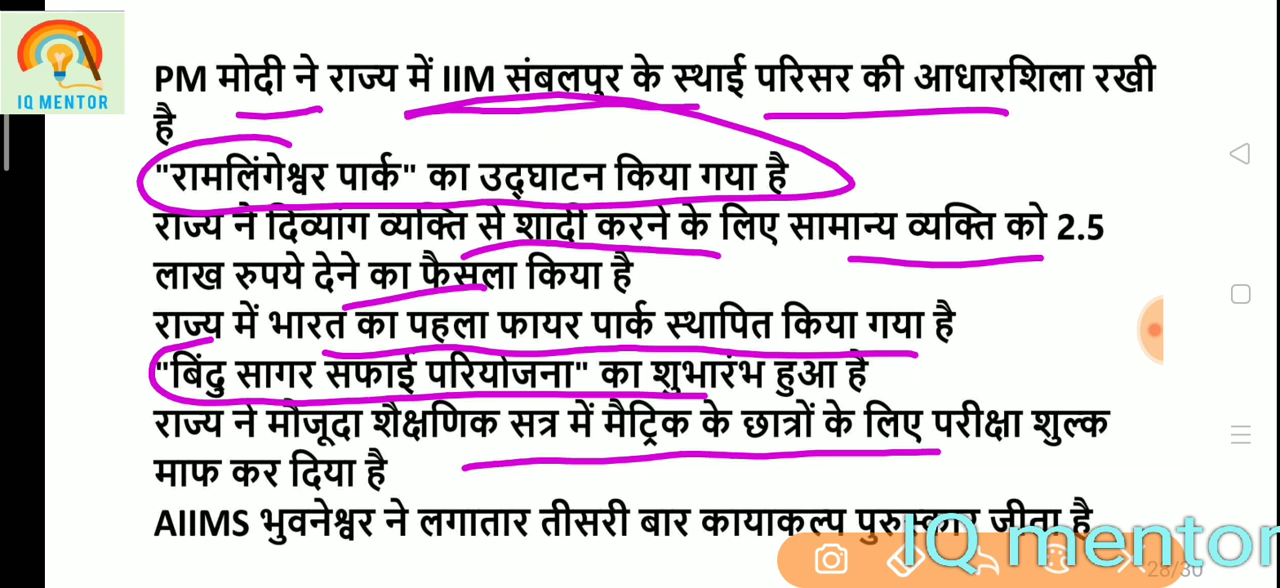 IQ MENTOR
PM मोदी ने राज्य में IIM संबलपुर के स्थाई परिसर की आधारशिला रखी
है
"रामलिंगेश्वर पार्क" का उद्घाटन किया गया है
राज्य ने दिव्यांग व्यक्ति से शादी करने के लिए सामान्य व्यक्ति को 2.5
लाख रुपये देने का फैसला किया है
राज्य में भारत का पहला फायर पार्क स्थापित किया गया है
"बिंदु सागर सफाई परियोजना" का शुभारंभ हुआ है
राज्य ने मौजूदा शैक्षणिक सत्र में मैट्रिक के छात्रों के लिए परीक्षा शुल्क
माफ कर दिया है
AIIMS भुवनेश्वर ने लगातार तीसरी बार कायाकल्प पुरुस्कार जीता है
IQ mentor
28/30